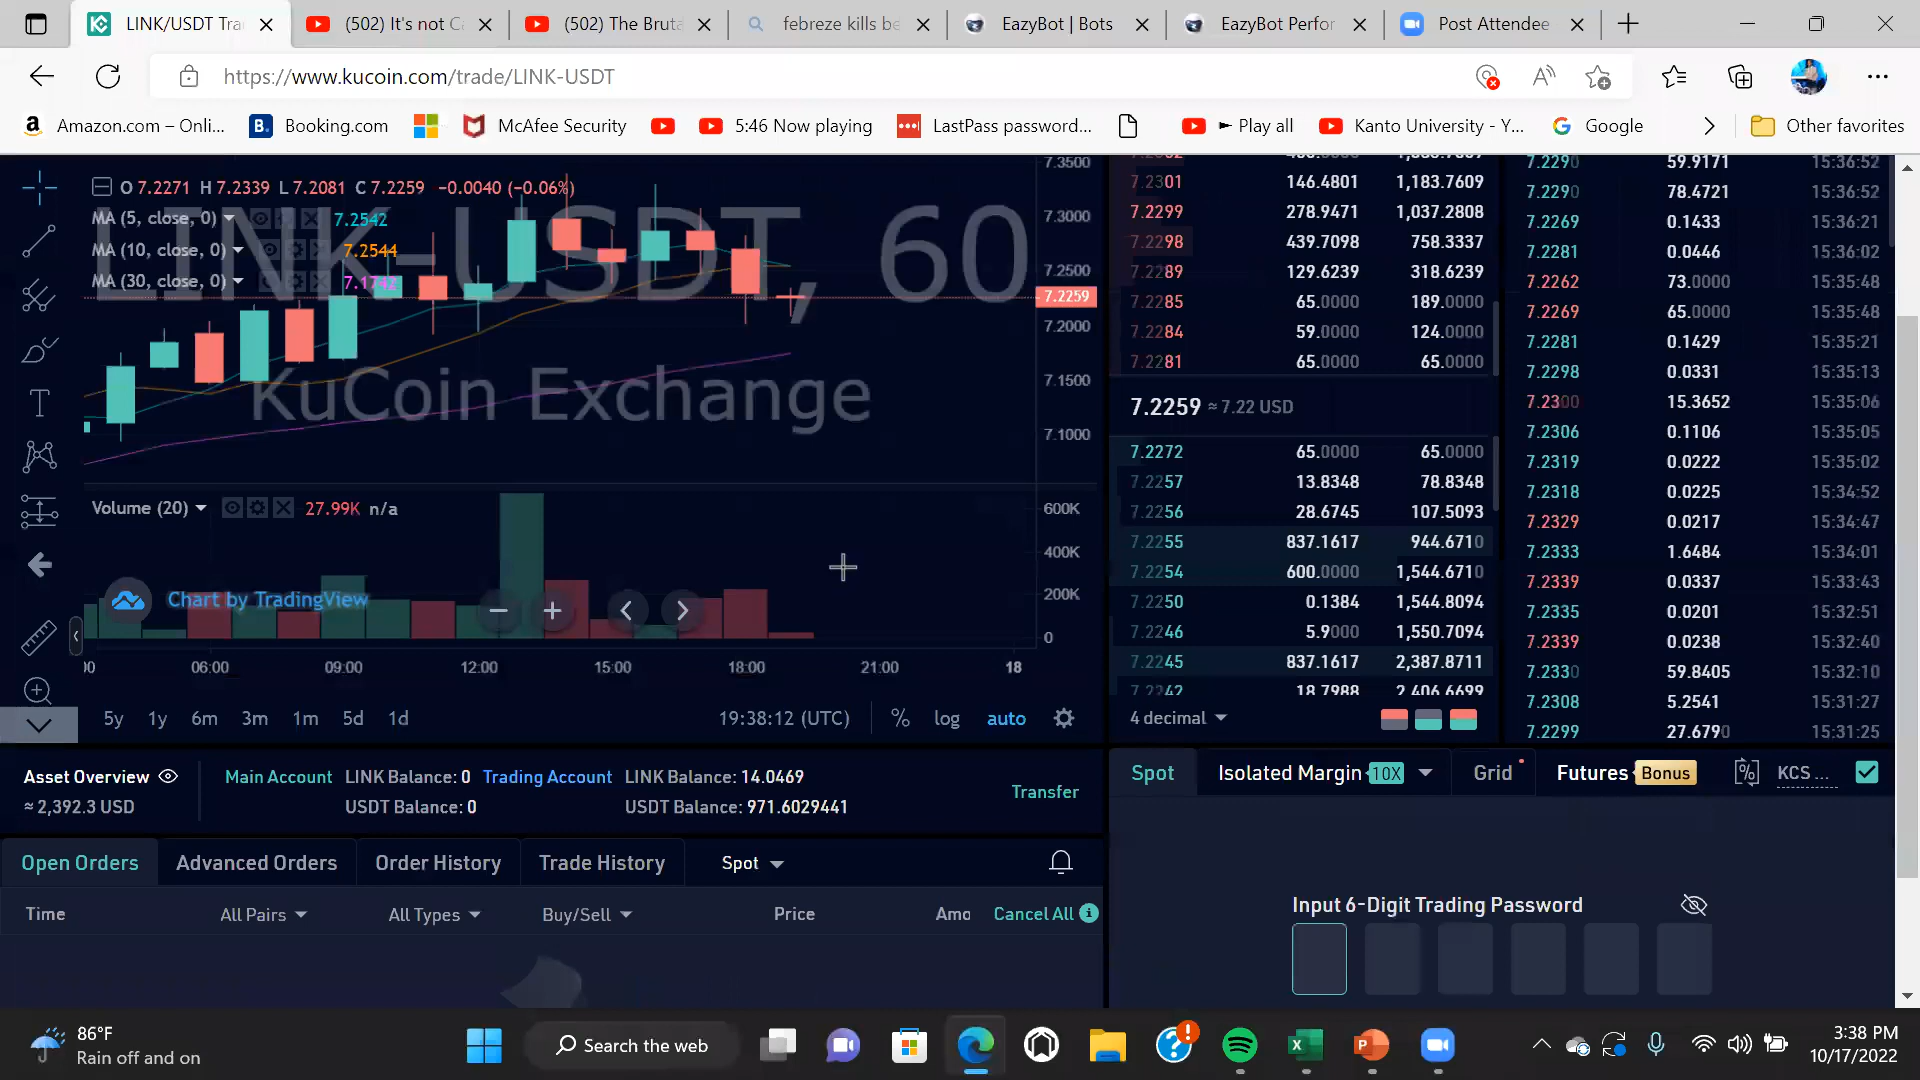 LINK/USDT Tra
(502) It's not Ca
(502) The Bruta
febreze kills be
EazyBot | Bots
EazyBot Perfor
Post Attendee
https://www.kucoin.com/trade/LINK-USDT
Amazon.com – Onli...
Booking.com
McAfee Security
5:46 Now playing
LastPass password...
► Play all
Kanto University - Y...
Google
Other favorites
O 7.2271 H 7.2339 L 7.2081 C 7.2259 −0.0040 (−0.06%)
MA (5, close, 0) 7.2542
MA (10, close, 0) 7.2544
MA (30, close, 0) 7.1742
LINK-USDT, 60
KuCoin Exchange
7.3500
7.3000
7.2500
7.2259
7.2000
7.1500
7.1000
Volume (20) 27.99K n/a
600K
400K
200K
0
Chart by TradingView
06:00 09:00 12:00 15:00 18:00 21:00 18
5y 1y 6m 3m 1m 5d 1d 19:38:12 (UTC) % log auto
7.2301 146.4801 1,183.7609
7.2299 278.9471 1,037.2808
7.2298 439.7098 758.3337
7.2289 129.6239 318.6239
7.2285 65.0000 189.0000
7.2284 59.0000 124.0000
7.2281 65.0000 65.0000
7.2259 ≈ 7.22 USD
7.2272 65.0000 65.0000
7.2257 13.8348 78.8348
7.2256 28.6745 107.5093
7.2255 837.1617 944.6710
7.2254 600.0000 1,544.6710
7.2250 0.1384 1,544.8094
7.2246 5.9000 1,550.7094
7.2245 837.1617 2,387.8711
7.2242 18.7988 2,406.6699
4 decimal
7.2290 59.9171 15:36:52
7.2290 78.4721 15:36:52
7.2269 0.1433 15:36:21
7.2281 0.0446 15:36:02
7.2262 73.0000 15:35:48
7.2269 65.0000 15:35:48
7.2281 0.1429 15:35:21
7.2298 0.0331 15:35:13
7.2300 15.3652 15:35:06
7.2306 0.1106 15:35:05
7.2319 0.0222 15:35:02
7.2318 0.0225 15:34:52
7.2329 0.0217 15:34:47
7.2333 1.6484 15:34:01
7.2339 0.0337 15:33:43
7.2335 0.0201 15:32:51
7.2339 0.0238 15:32:40
7.2330 59.8405 15:32:10
7.2308 5.2541 15:31:27
7.2299 27.6790 15:31:25
Asset Overview
≈ 2,392.3 USD
Main Account LINK Balance: 0 Trading Account LINK Balance: 14.0469
USDT Balance: 0 USDT Balance: 971.6029441
Transfer
Spot Isolated Margin 10X Grid Futures Bonus KCS ...
Open Orders Advanced Orders Order History Trade History Spot
Time All Pairs All Types Buy/Sell Price Amo Cancel All
Input 6-Digit Trading Password
86°F
Rain off and on
Search the web
3:38 PM
10/17/2022